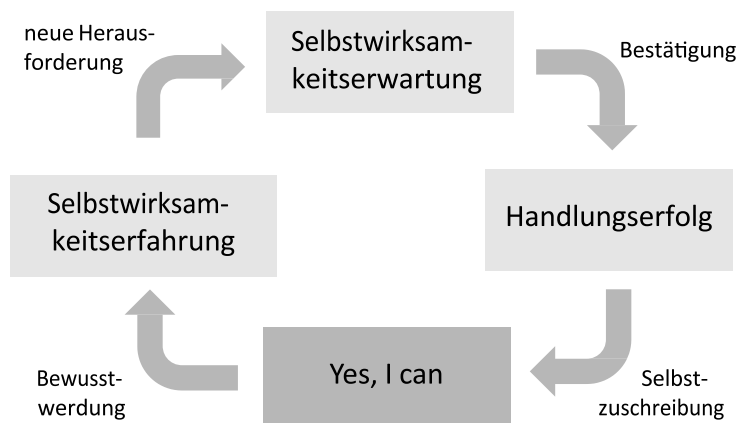 neue Heraus-
forderung
Selbstwirksam-
keitserwartung
Bestätigung
Selbstwirksam-
keitserfahrung
Handlungserfolg
Yes, I can
Bewusst-
werdung
Selbst-
zuschreibung